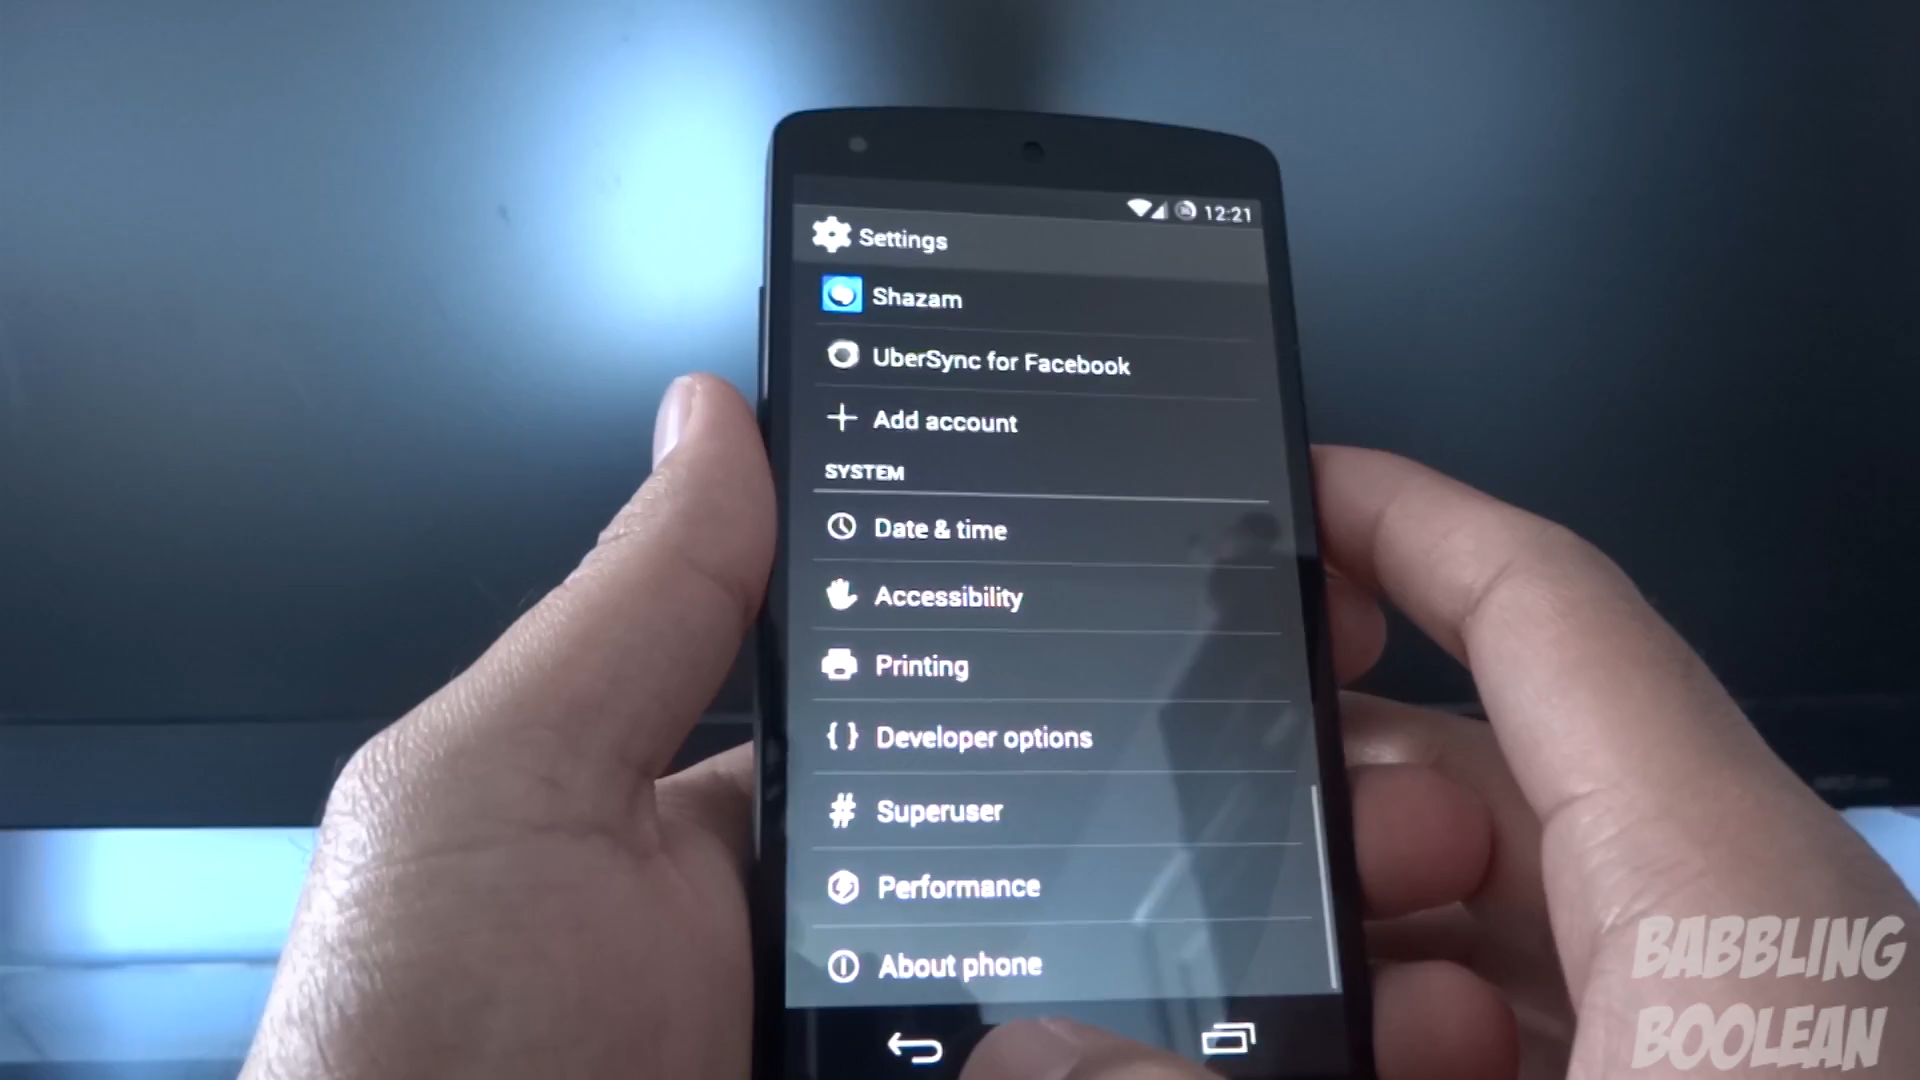 12:21
Settings
Shazam
UberSync for Facebook
Add account
SYSTEM
Date & time
Accessibility
Printing
{ } Developer options
# Superuser
Performance
About phone
BABBLING
BOOLEAN